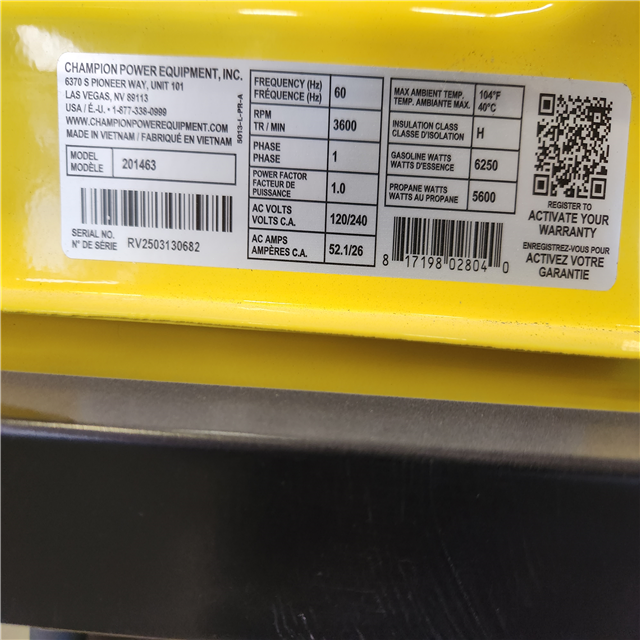 CHAMPION POWER EQUIPMENT, INC.
6370 S PIONEER WAY, UNIT 101
LAS VEGAS, NV 89113
USA / É.-U. • 1-877-338-0999
WWW.CHAMPIONPOWEREQUIPMENT.COM
MADE IN VIETNAM / FABRIQUÉ EN VIETNAM
5013-L-PR-A
MODEL
MODÈLE
201463
SERIAL NO.
N° DE SÉRIE
RV2503130682
FREQUENCY (Hz)
FRÉQUENCE (Hz)
60
RPM
TR / MIN
3600
PHASE
PHASE
1
POWER FACTOR
FACTEUR DE
PUISSANCE
1.0
AC VOLTS
VOLTS C.A.
120/240
AC AMPS
AMPÈRES C.A.
52.1/26
MAX AMBIENT TEMP.
TEMP. AMBIANTE MAX.
104°F
40°C
INSULATION CLASS
CLASSE D'ISOLATION
H
GASOLINE WATTS
WATTS D'ESSENCE
6250
PROPANE WATTS
WATTS AU PROPANE
5600
8 17198 02804 0
REGISTER TO
ACTIVATE YOUR
WARRANTY
ENREGISTREZ-VOUS POUR
ACTIVEZ VOTRE
GARANTIE